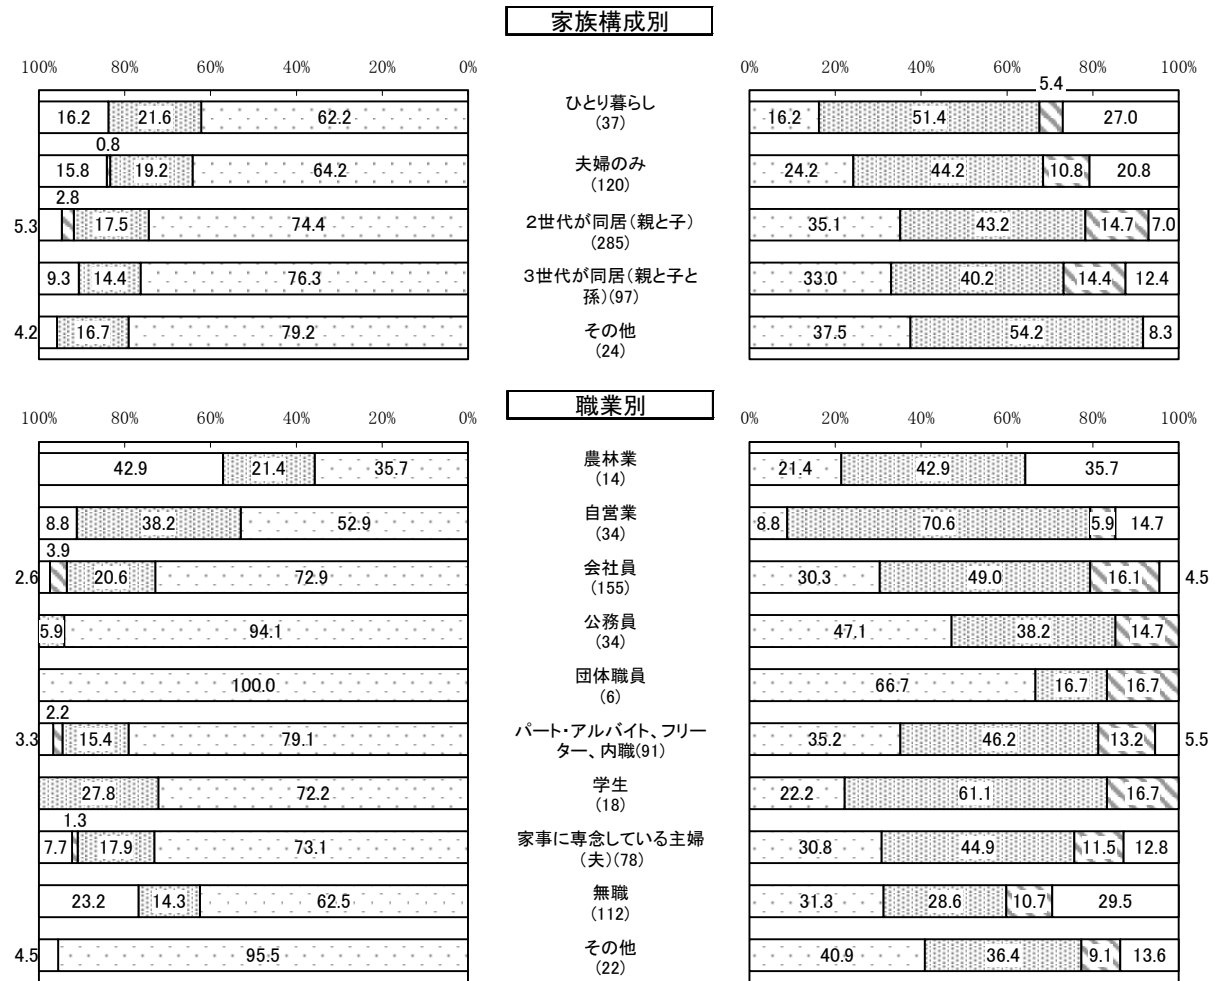 家族構成別
100% 80% 60% 40% 20% 0% 0% 20% 40% 60% 80% 100%
5.4
16.2 21.6 62.2 ひとり暮らし 16.2 51.4 27.0
(37)
0.8
15.8 19.2 64.2 夫婦のみ 24.2 44.2 10.8 20.8
(120)
2.8
5.3 17.5 74.4 2世代が同居(親と子) 35.1 43.2 14.7 7.0
(285)
9.3 14.4 76.3 3世代が同居(親と子と 33.0 40.2 14.4 12.4
孫)(97)
4.2 16.7 79.2 その他 37.5 54.2 8.3
(24)
職業別
100% 80% 60% 40% 20% 0% 0% 20% 40% 60% 80% 100%
42.9 21.4 35.7 農林業 21.4 42.9 35.7
(14)
8.8 38.2 52.9 自営業 8.8 70.6 5.9 14.7
(34)
3.9
2.6 20.6 72.9 会社員 30.3 49.0 16.1 4.5
(155)
5.9 94.1 公務員 47.1 38.2 14.7
(34)
100.0 団体職員 66.7 16.7 16.7
(6)
2.2
3.3 15.4 79.1 パート・アルバイト、フリー 35.2 46.2 13.2 5.5
ター、内職(91)
27.8 72.2 学生 22.2 61.1 16.7
(18)
1.3
7.7 17.9 73.1 家事に専念している主婦 30.8 44.9 11.5 12.8
(夫)(78)
23.2 14.3 62.5 無職 31.3 28.6 10.7 29.5
(112)
4.5 95.5 その他 40.9 36.4 9.1 13.6
(22)